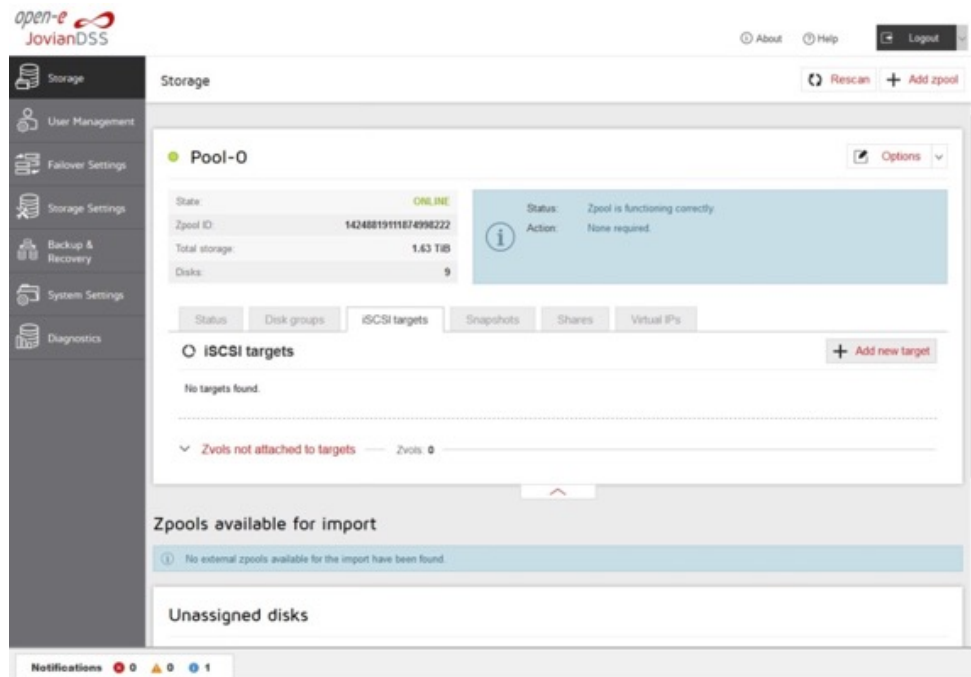 open-e
JovianDSS
About
Help
Logout
Storage
User Management
Failover Settings
Storage Settings
Backup &
Recovery
System Settings
Diagnostics
Storage
Rescan
Add zpool
Pool-0
Options
State: ONLINE
Zpool ID: 14248819111874998222
Total storage: 1.63 TiB
Disks: 9
Status: Zpool is functioning correctly.
Action: None required.
Status
Disk groups
iSCSI targets
Snapshots
Shares
Virtual IPs
iSCSI targets
Add new target
No targets found.
Zvols not attached to targets
Zvols: 0
Zpools available for import
No external zpools available for the import have been found.
Unassigned disks
Notifications 0 0 1